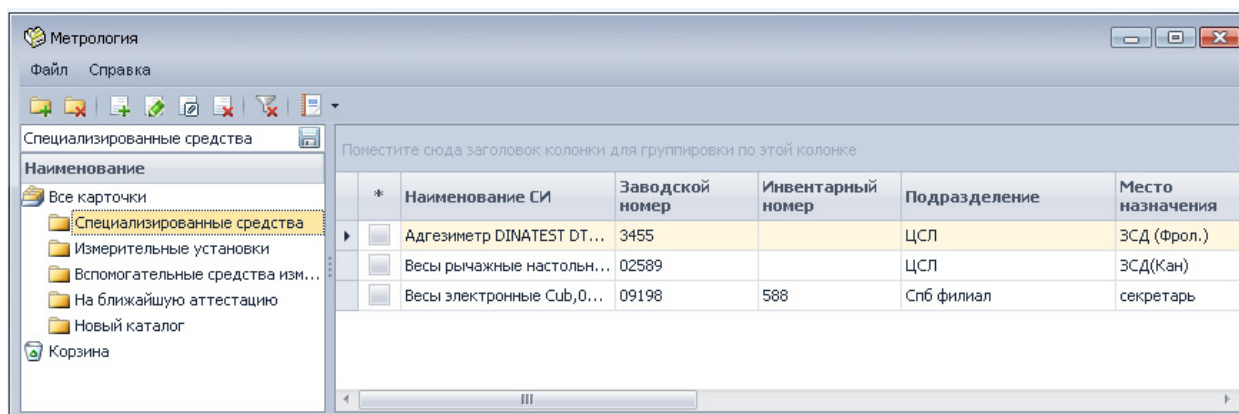 Метрология
Файл Справка
Специализированные средства
Наименование
Все карточки
Специализированные средства
Измерительные установки
Вспомогательные средства изм...
На ближайшую аттестацию
Новый каталог
Корзина
Поместите сюда заголовок колонки для группировки по этой колонке
* Наименование СИ Заводской номер Инвентарный номер Подразделение Место назначения
Адгезиметр DINATEST DT... 3455 ЦСЛ ЗСД (Фрол.)
Весы рычажные настольн... 02589 ЦСЛ ЗСД(Кан)
Весы электронные Cub,0... 09198 588 Спб филиал секретарь